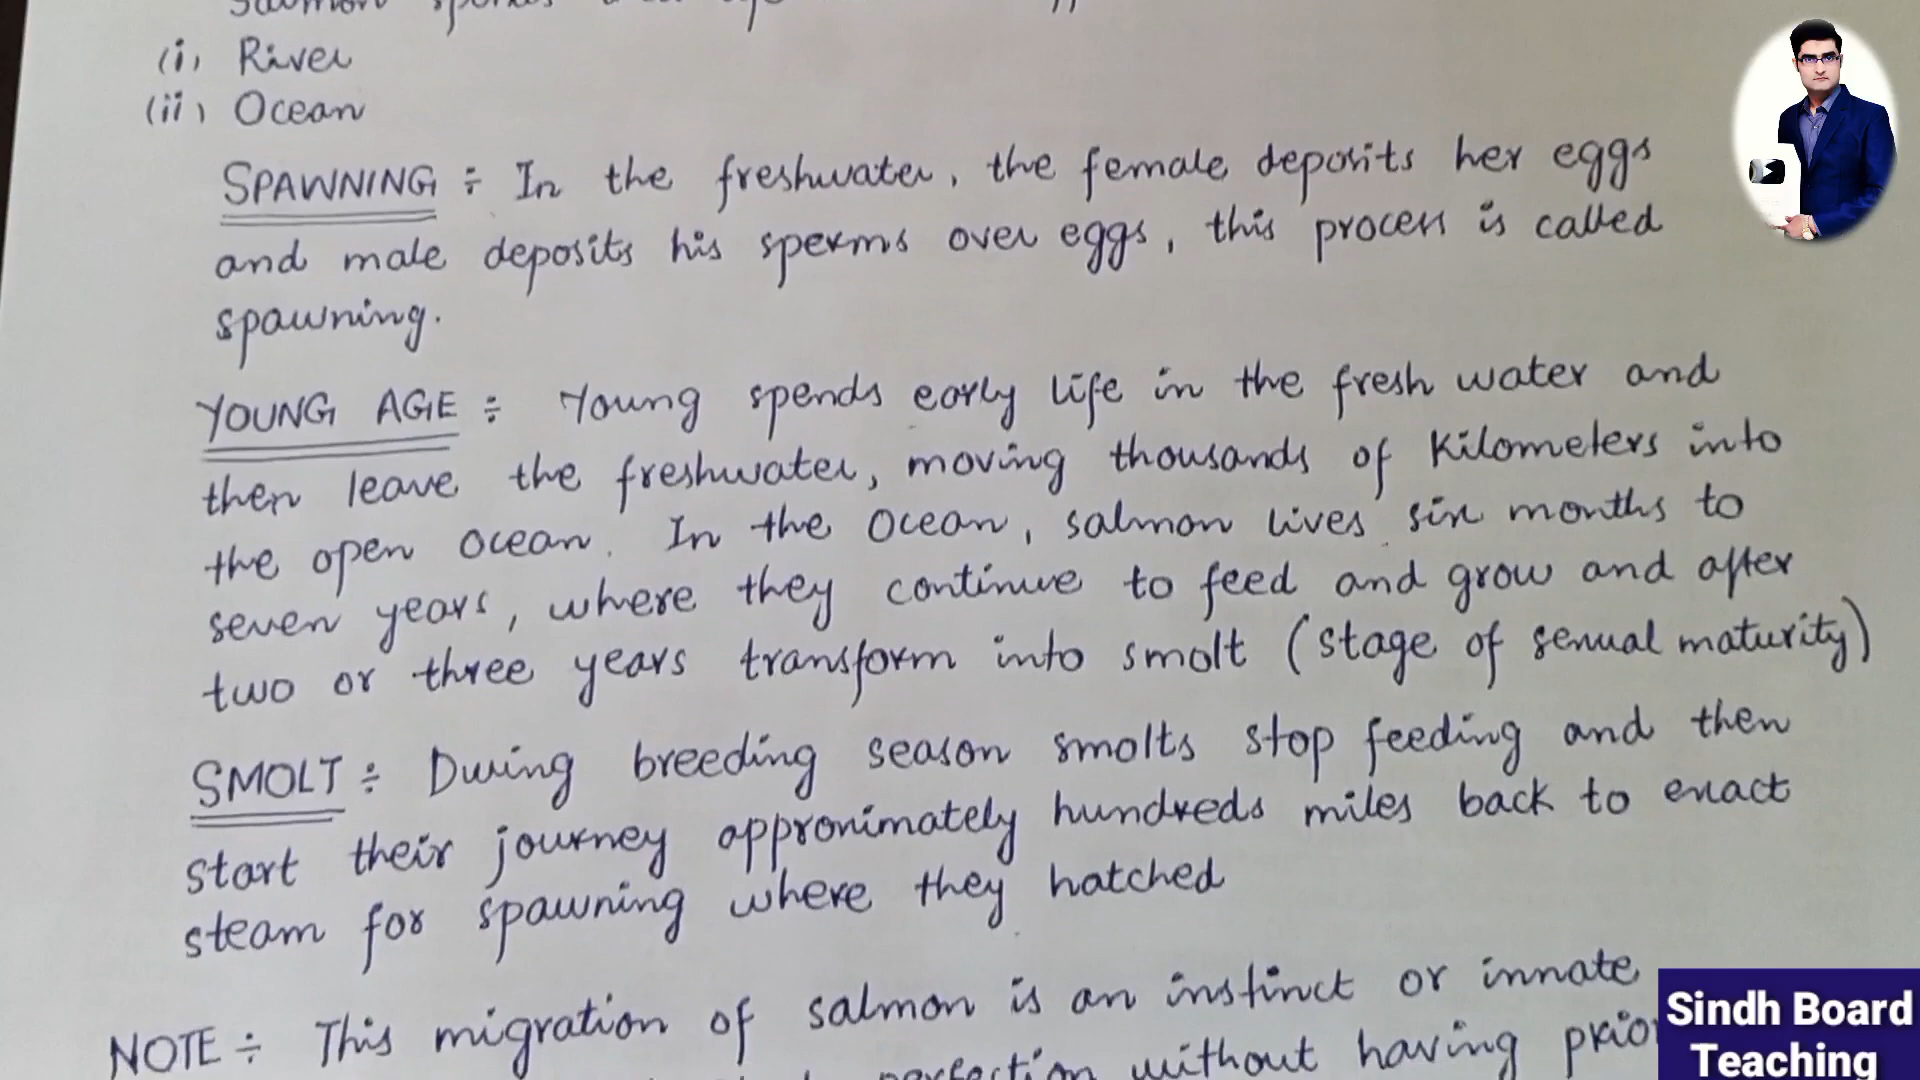 Salmon spends
(i) River
(ii) Ocean
SPAWNING ÷ In the freshwater, the female deposits her eggs
and male deposits his sperms over eggs, this process is called
spawning.
YOUNG AGE ÷ Young spends early life in the fresh water and
then leave the freshwater, moving thousands of kilometers into
the open ocean. In the ocean, salmon lives six months to
seven years, where they continue to feed and grow and after
two or three years transform into smolt (stage of sexual maturity)
SMOLT ÷ During breeding season smolts stop feeding and then
start their journey approximately hundreds miles back to exact
steam for spawning where they hatched
NOTE ÷ This migration of salmon is an instinct or innate
perfection without having prior
Sindh Board
Teaching